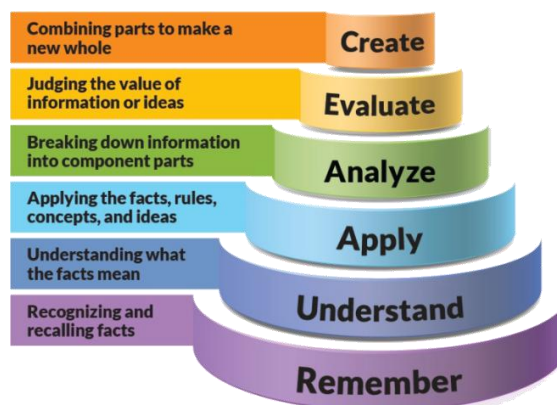 Combining parts to make a
new whole
Create
Judging the value of
information or ideas
Evaluate
Breaking down information
into component parts
Analyze
Applying the facts, rules,
concepts, and ideas
Apply
Understanding what
the facts mean
Understand
Recognizing and
recalling facts
Remember